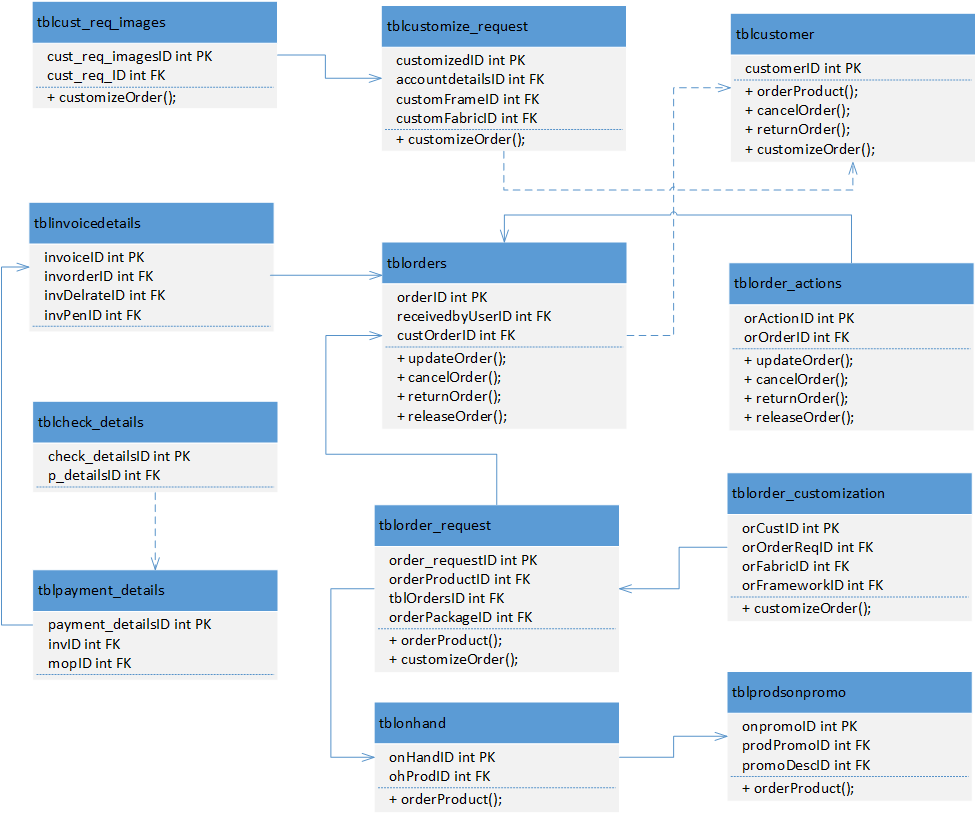 tblcust_req_images
cust_req_imagesID int PK
cust_req_ID int FK
+ customizeOrder();
tblcustomize_request
customizedID int PK
accountdetailsID int FK
customFrameID int FK
customFabricID int FK
+ customizeOrder();
tblcustomer
customerID int PK
+ orderProduct();
+ cancelOrder();
+ returnOrder();
+ customizeOrder();
tblinvoicedetails
invoiceID int PK
invorderID int FK
invDelrateID int FK
invPenID int FK
tblorders
orderID int PK
receivedbyUserID int FK
custOrderID int FK
+ updateOrder();
+ cancelOrder();
+ returnOrder();
+ releaseOrder();
tblorder_actions
orActionID int PK
orOrderID int FK
+ updateOrder();
+ cancelOrder();
+ returnOrder();
+ releaseOrder();
tblcheck_details
check_detailsID int PK
p_detailsID int FK
tblorder_request
order_requestID int PK
orderProductID int FK
tblOrdersID int FK
orderPackageID int FK
+ orderProduct();
+ customizeOrder();
tblorder_customization
orCustID int PK
orOrderReqID int FK
orFabricID int FK
orFrameworkID int FK
+ customizeOrder();
tblpayment_details
payment_detailsID int PK
invID int FK
mopID int FK
tblonhand
onHandID int PK
ohProdID int FK
+ orderProduct();
tblprodsonpromo
onpromoID int PK
prodPromoID int FK
promoDescID int FK
+ orderProduct();